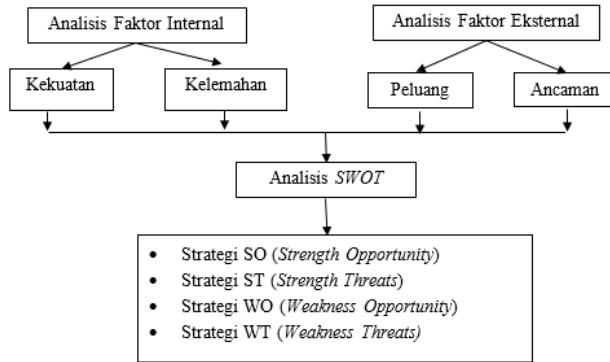 Analisis Faktor Internal
Analisis Faktor Eksternal
Kekuatan
Kelemahan
Peluang
Ancaman
Analisis SWOT
• Strategi SO (Strength Opportunity)
• Strategi ST (Strength Threats)
• Strategi WO (Weakness Opportunity)
• Strategi WT (Weakness Threats)